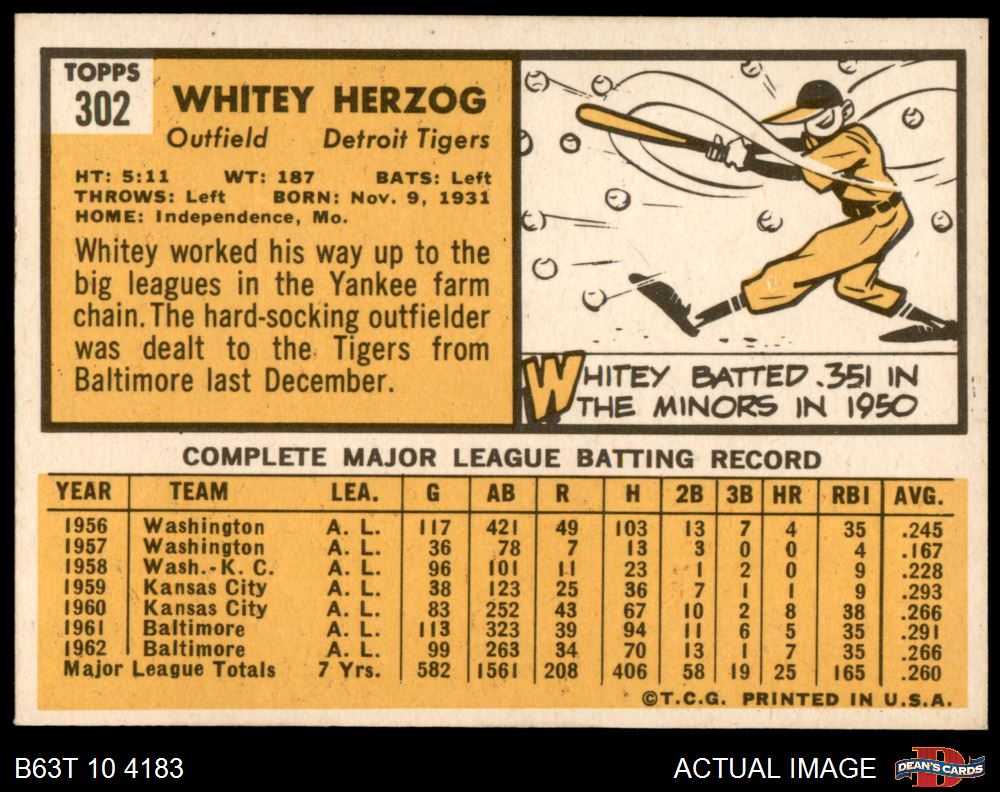 TOPPS
302
WHITEY HERZOG
Outfield Detroit Tigers
HT: 5:11 WT: 187 BATS: Left
THROWS: Left BORN: Nov. 9, 1931
HOME: Independence, Mo.
Whitey worked his way up to the
big leagues in the Yankee farm
chain. The hard-socking outfielder
was dealt to the Tigers from
Baltimore last December.
WHITEY BATTED .351 IN
THE MINORS IN 1950
COMPLETE MAJOR LEAGUE BATTING RECORD
YEAR TEAM LEA. G AB R H 2B 3B HR RBI AVG.
1956 Washington A. L. 117 421 49 103 13 7 4 35 .245
1957 Washington A. L. 36 78 7 13 3 0 0 4 .167
1958 Wash.-K. C. A. L. 96 101 11 23 1 2 0 9 .228
1959 Kansas City A. L. 38 123 25 36 7 1 1 9 .293
1960 Kansas City A. L. 83 252 43 67 10 2 8 38 .266
1961 Baltimore A. L. 113 323 39 94 11 6 5 35 .291
1962 Baltimore A. L. 99 263 34 70 13 1 7 35 .266
Major League Totals 7 Yrs. 582 1561 208 406 58 19 25 165 .260
©T.C.G. PRINTED IN U.S.A.
B63T 10 4183 ACTUAL IMAGE DEAN'S CARDS